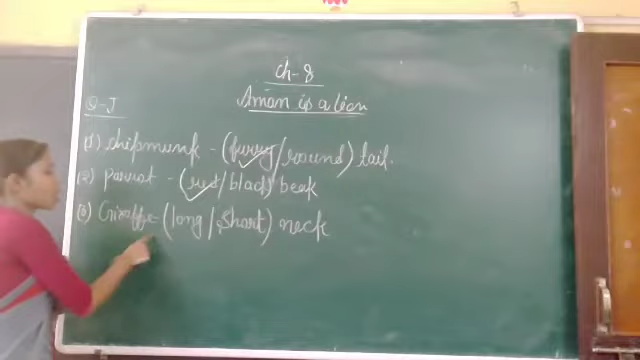 Ch-8
Aman is a lion
Q-J
(1) Chipmunk - (furry/round) tail.
(2) parrot - (red/black) beak
(3) Giraffe - (long/short) neck